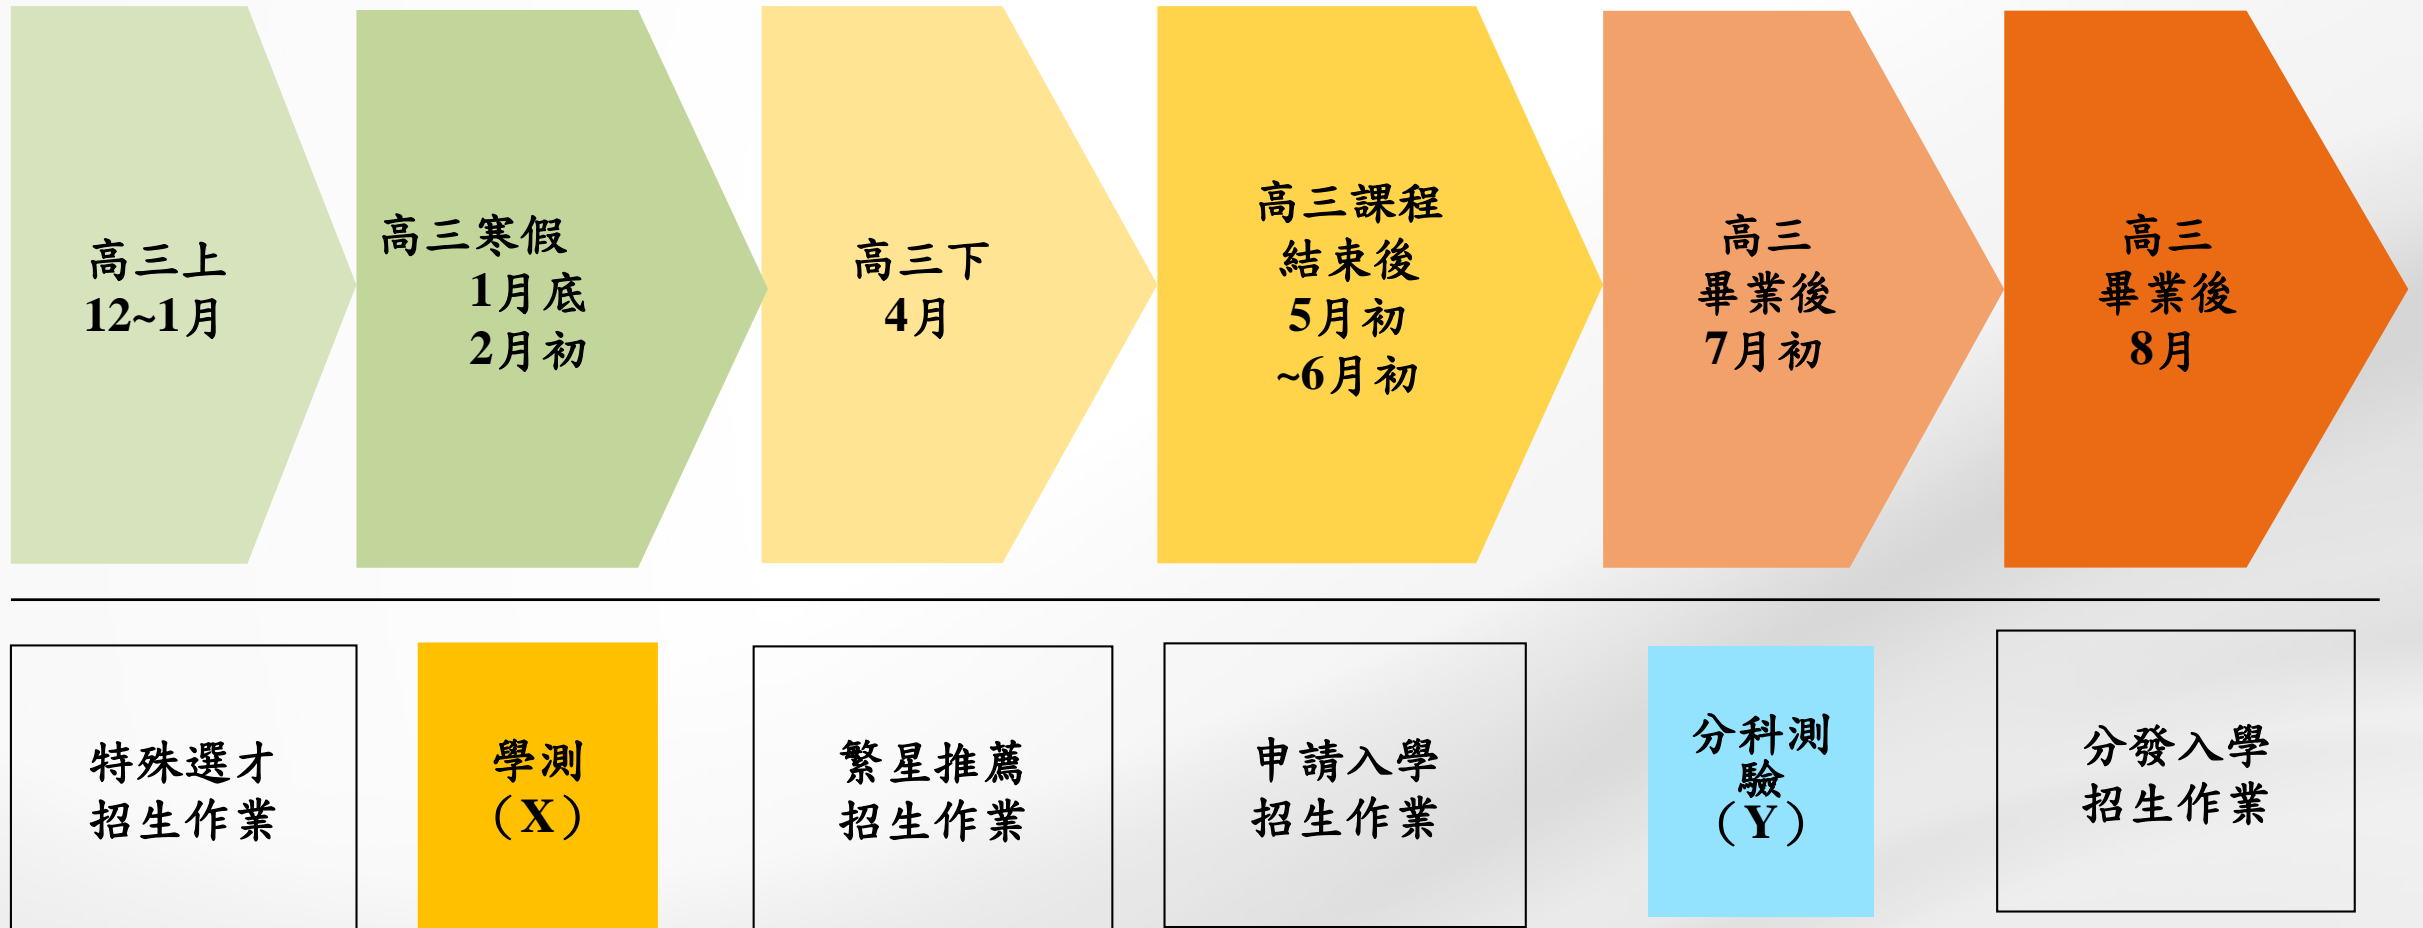 高三上
12~1月
高三寒假
1月底
2月初
高三下
4月
高三課程
結束後
5月初
~6月初
高三
畢業後
7月初
高三
畢業後
8月
特殊選才
招生作業
學測
（X）
繁星推薦
招生作業
申請入學
招生作業
分科測
驗
（Y）
分發入學
招生作業